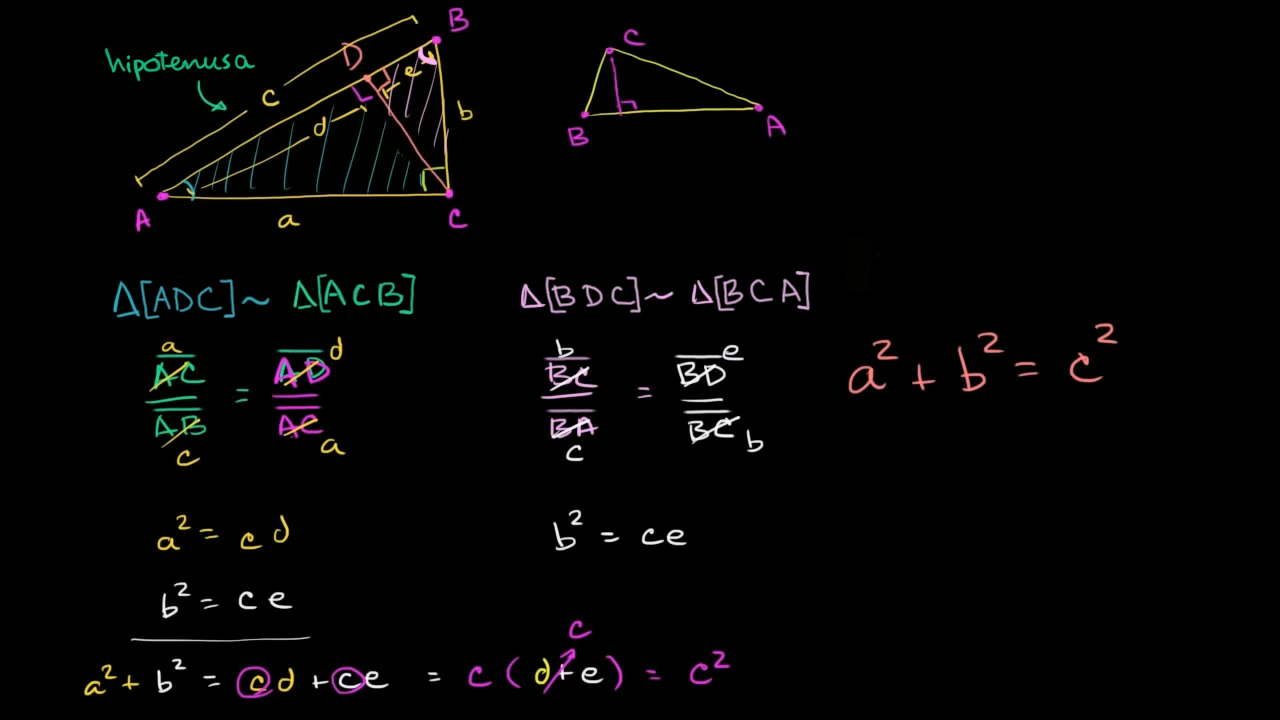 hipotenusa
B
D
e
c
b
d
A
a
C
C
B
A
Δ[ADC] ~ Δ[ACB]
Δ[BDC] ~ Δ[BCA]
a d
AC = AD
AB AC
c a
b e
BC = BD
BA BC
c b
a² + b² = c²
a² = cd
b² = ce
b² = ce
c
a² + b² = cd + ce = c(d+e) = c²